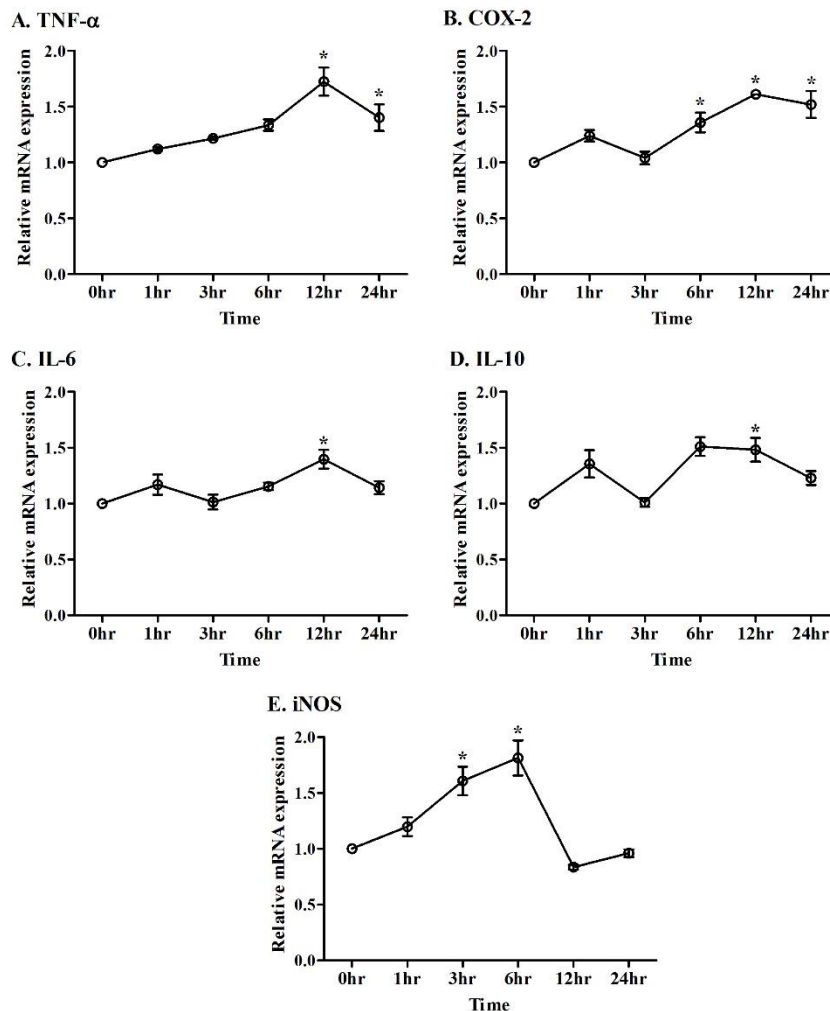 A. TNF-α
Relative mRNA expression
2.0
1.5
1.0
0.5
0.0
*
*
0hr 1hr 3hr 6hr 12hr 24hr
Time
B. COX-2
Relative mRNA expression
2.0
1.5
1.0
0.5
0.0
*
*
*
0hr 1hr 3hr 6hr 12hr 24hr
Time
C. IL-6
Relative mRNA expression
2.0
1.5
1.0
0.5
0.0
*
0hr 1hr 3hr 6hr 12hr 24hr
Time
D. IL-10
Relative mRNA expression
2.0
1.5
1.0
0.5
0.0
*
0hr 1hr 3hr 6hr 12hr 24hr
Time
E. iNOS
Relative mRNA expression
2.0
1.5
1.0
0.5
0.0
*
*
0hr 1hr 3hr 6hr 12hr 24hr
Time